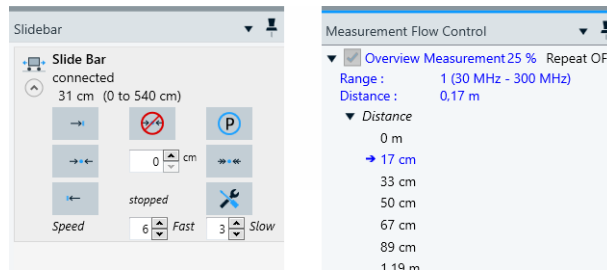 Slidebar
Slide Bar
connected
31 cm (0 to 540 cm)
P
0 cm
stopped
Speed 6 Fast 3 Slow
Measurement Flow Control
Overview Measurement 25 % Repeat OF
Range : 1 (30 MHz - 300 MHz)
Distance : 0,17 m
Distance
0 m
17 cm
33 cm
50 cm
67 cm
89 cm
1,19 m